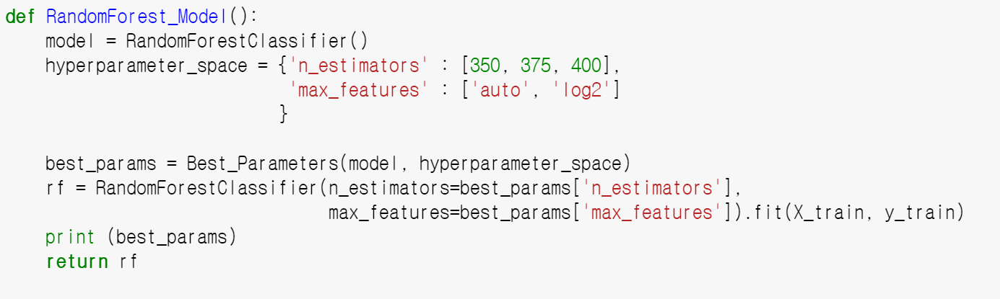 def RandomForest_Model():
    model = RandomForestClassifier()
    hyperparameter_space = {'n_estimators' : [350, 375, 400],
                            'max_features' : ['auto', 'log2']
                           }
    best_params = Best_Parameters(model, hyperparameter_space)
    rf = RandomForestClassifier(n_estimators=best_params['n_estimators'],
                                max_features=best_params['max_features']).fit(X_train, y_train)
    print (best_params)
    return rf